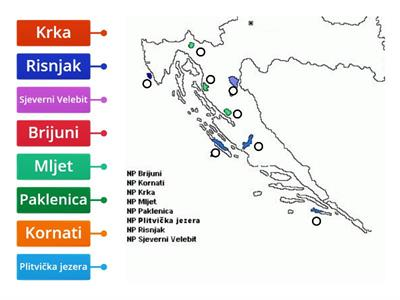 Krka
Risnjak
Sjeverni Velebit
Brijuni
Mljet
Paklenica
Kornati
Plitvička jezera
NP Brijuni
NP Kornati
NP Krka
NP Mljet
NP Paklenica
NP Plitvička jezera
NP Risnjak
NP Sjeverni Velebit